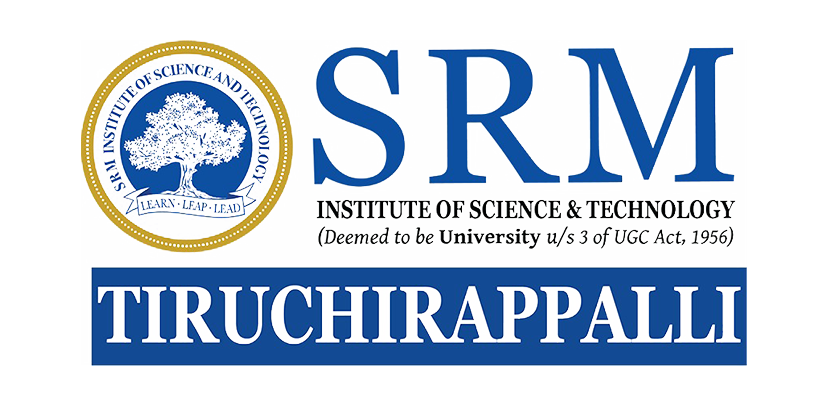 SRM INSTITUTE OF SCIENCE AND TECHNOLOGY
LEARN · LEAP · LEAD
SRM
INSTITUTE OF SCIENCE & TECHNOLOGY
(Deemed to be University u/s 3 of UGC Act, 1956)
TIRUCHIRAPPALLI